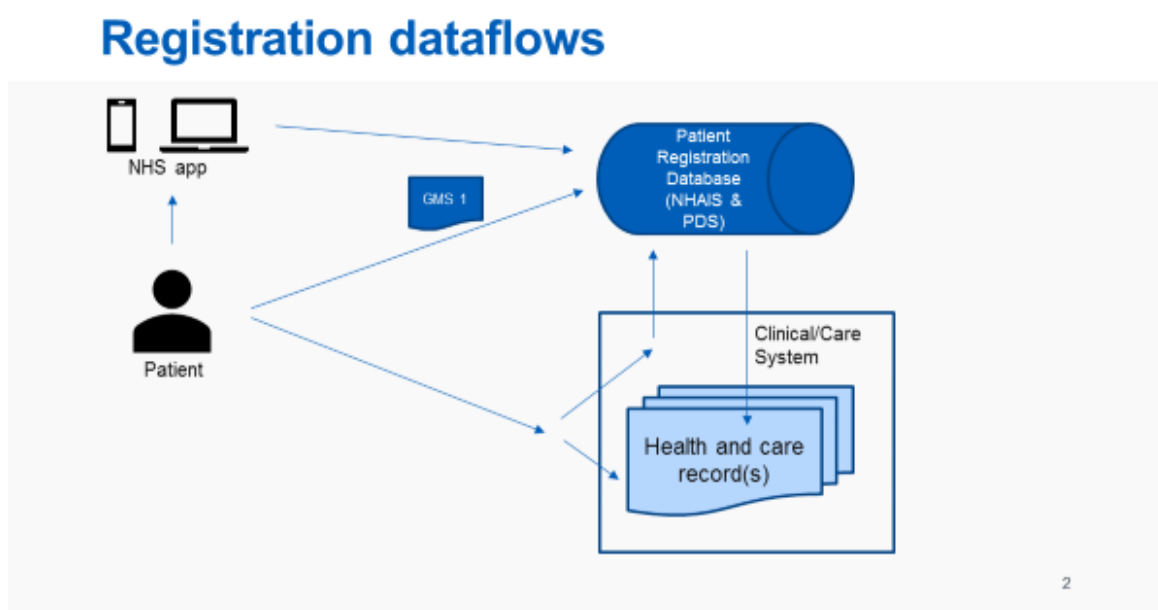 Registration dataflows
NHS app
GMS 1
Patient
Registration
Database
(NHAIS &
PDS)
Patient
Clinical/Care
System
Health and care
record(s)
2